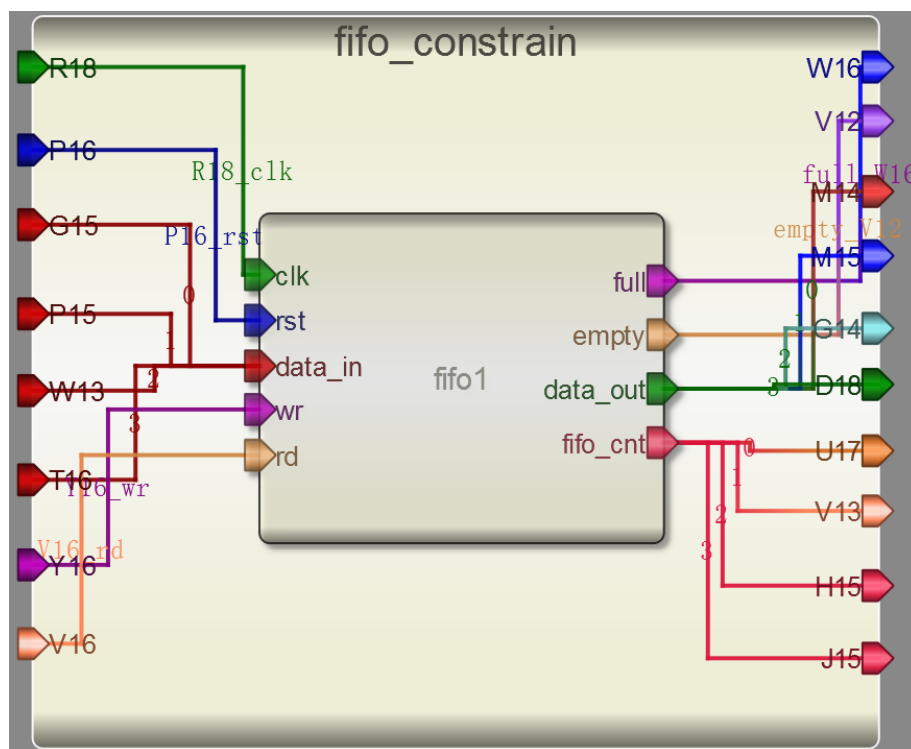 fifo_constrain
R18
P16
G15
P15
W13
T16
Y16
V16
R18_clk
P16_rst
0
1
2
3
Y16_wr
V16_rd
clk
rst
data_in
wr
rd
fifo1
full
empty
data_out
fifo_cnt
full_W16
empty_V12
0
1
2
3
0
1
2
3
W16
V12
M14
M15
G14
D18
U17
V13
H15
J15